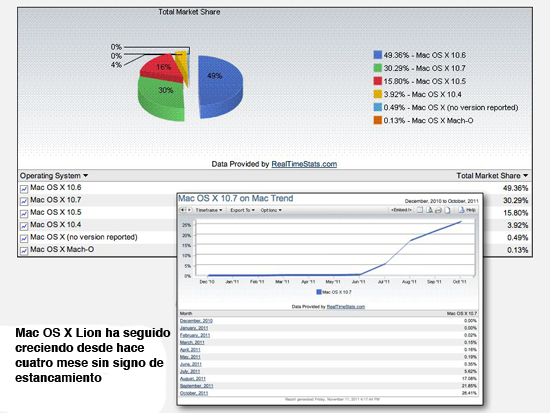 Total Market Share
0%
0%
4%
16%
30%
49%
49.36% - Mac OS X 10.6
30.29% - Mac OS X 10.7
15.80% - Mac OS X 10.5
3.92% - Mac OS X 10.4
0.49% - Mac OS X (no version reported)
0.13% - Mac OS X Mach-O
Data Provided by RealTimeStats.com
Operating System Total Market Share
Mac OS X 10.6 49.36%
Mac OS X 10.7 30.29%
Mac OS X 10.5 15.80%
Mac OS X 10.4 3.92%
Mac OS X (no version reported) 0.49%
Mac OS X Mach-O 0.13%
Mac OS X 10.7 on Mac Trend
December, 2010 to October, 2011
Timeframe Export To Options <Embed/> Help
25%
20%
15%
10%
5%
0%
Dec '10 Jan '11 Feb '11 Mar '11 Apr '11 May '11 Jun '11 Jul '11 Aug '11 Sep '11 Oct '11
Mac OS X 10.7
Data Provided by RealTimeStats.com
Month Mac OS X 10.7
December, 2010 0.00%
January, 2011 0.00%
February, 2011 0.02%
March, 2011 0.15%
April, 2011 0.16%
May, 2011 0.19%
June, 2011 0.35%
July, 2011 5.62%
August, 2011 17.08%
September, 2011 21.85%
October, 2011 26.41%
Report generated Friday, November 11, 2011 4:17:44 PM
Mac OS X Lion ha seguido
creciendo desde hace
cuatro mese sin signo de
estancamiento